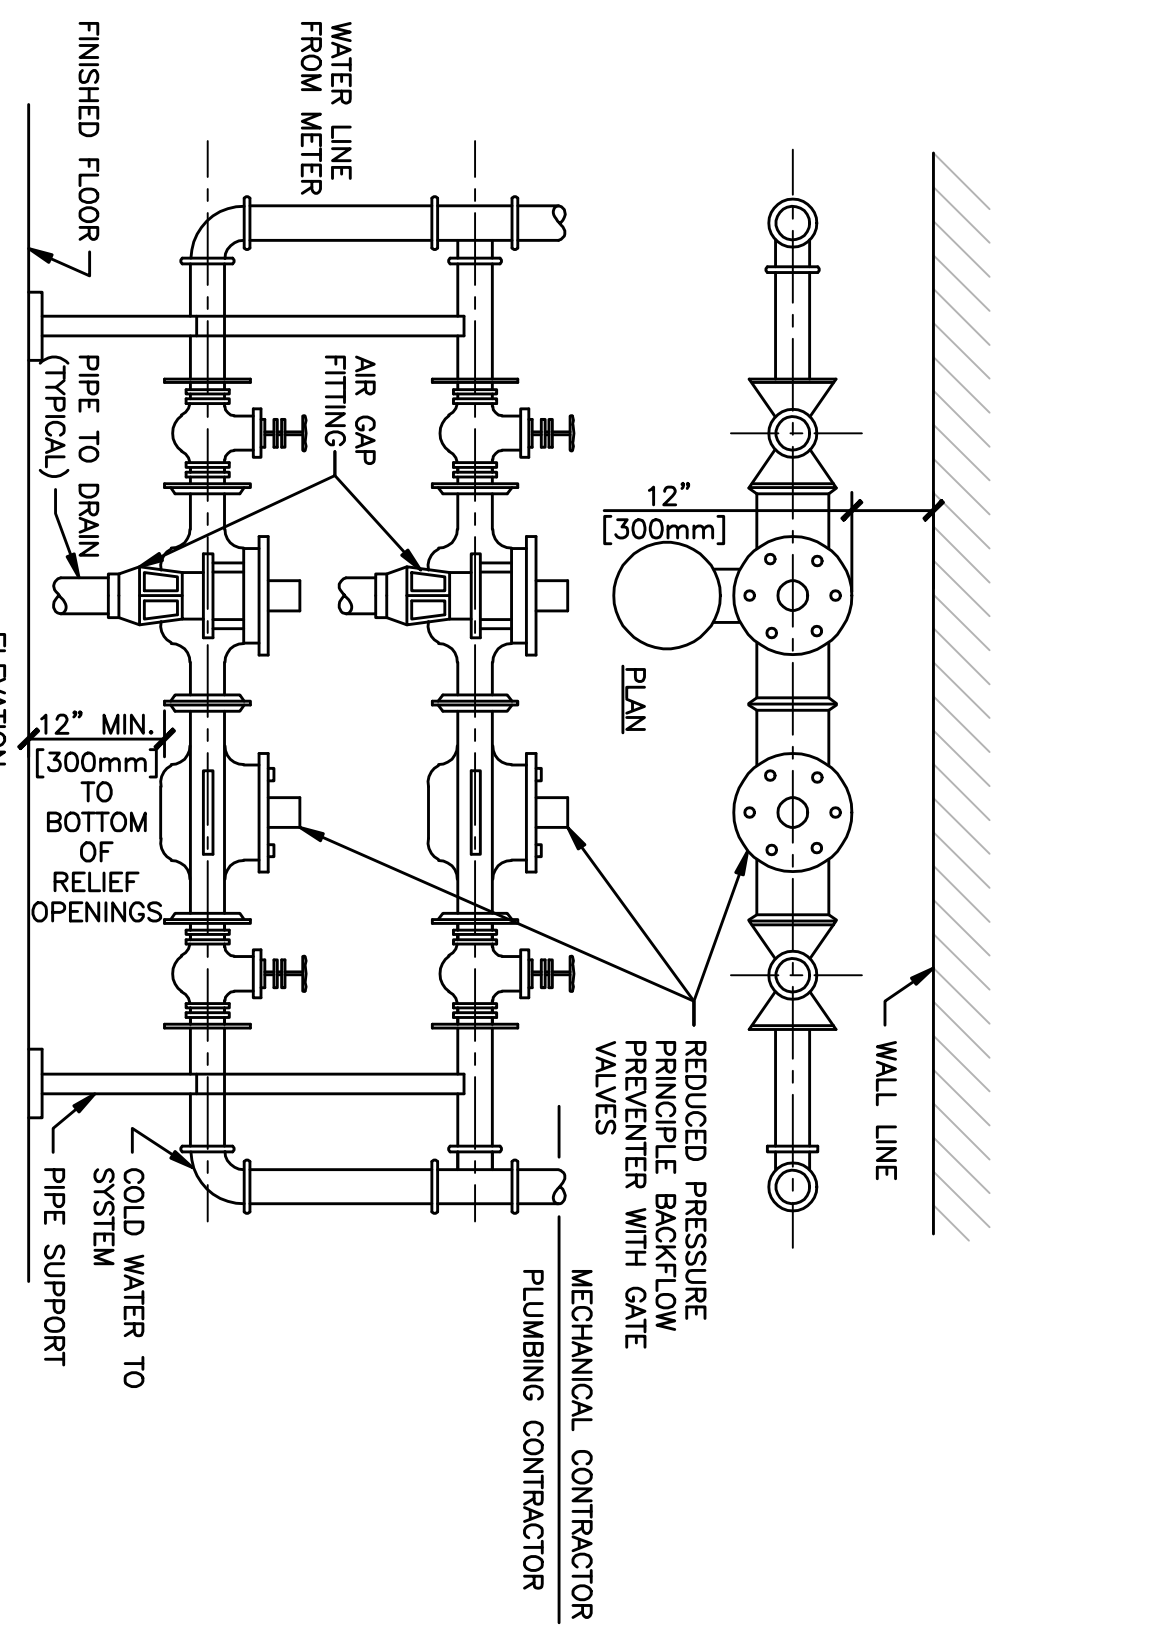 WALL LINE
12"
[300mm]
PLAN
REDUCED PRESSURE
PRINCIPLE BACKFLOW
PREVENTER WITH GATE
VALVES
MECHANICAL CONTRACTOR
PLUMBING CONTRACTOR
WATER LINE
FROM METER
AIR GAP
FITTING
FINISHED FLOOR
PIPE TO DRAIN
(TYPICAL)
12" MIN.
[300mm]
TO
BOTTOM
OF
RELIEF
OPENINGS
COLD WATER TO
SYSTEM
PIPE SUPPORT
ELEVATION